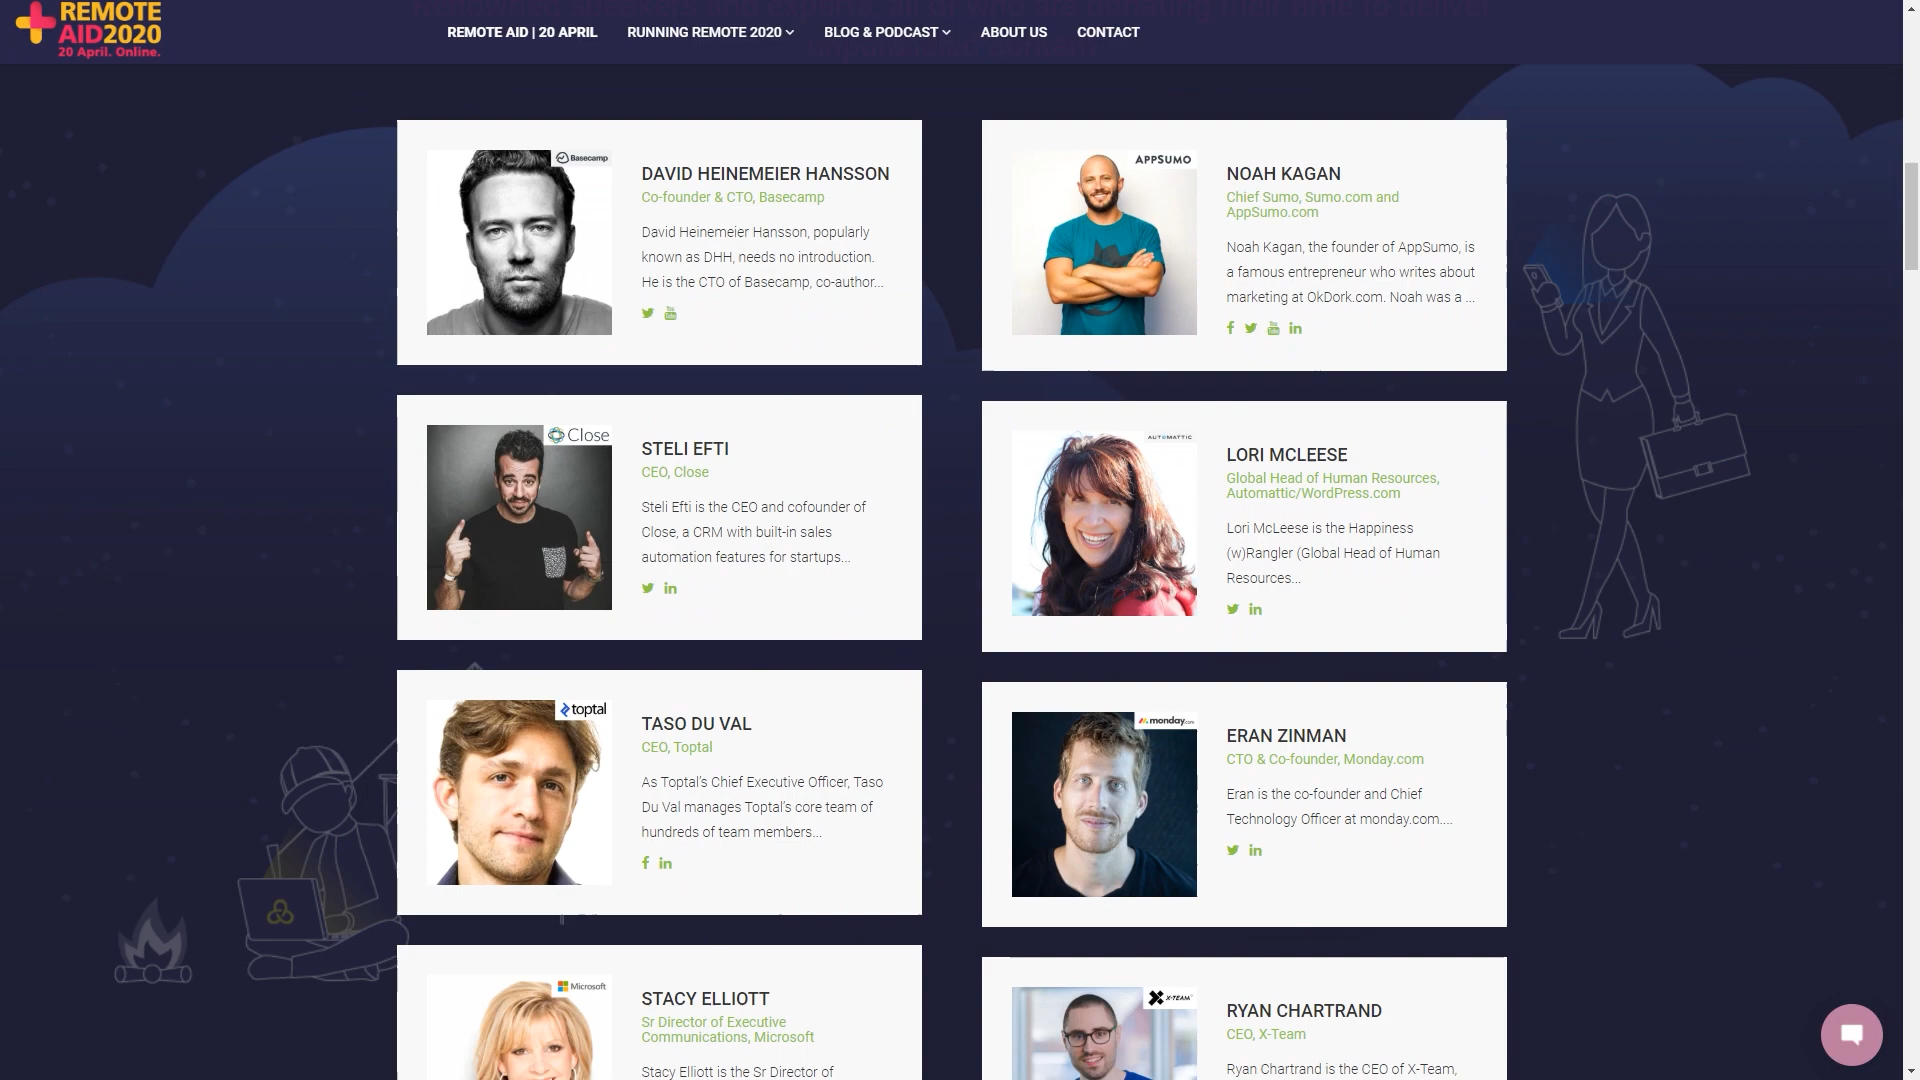 REMOTE
AID2020
20 April. Online.
REMOTE AID | 20 APRIL
RUNNING REMOTE 2020
BLOG & PODCAST
ABOUT US
CONTACT
Basecamp
DAVID HEINEMEIER HANSSON
Co-founder & CTO, Basecamp
David Heinemeier Hansson, popularly
known as DHH, needs no introduction.
He is the CTO of Basecamp, co-author...
APPSUMO
NOAH KAGAN
Chief Sumo, Sumo.com and
AppSumo.com
Noah Kagan, the founder of AppSumo, is
a famous entrepreneur who writes about
marketing at OkDork.com. Noah was a ...
Close
STELI EFTI
CEO, Close
Steli Efti is the CEO and cofounder of
Close, a CRM with built-in sales
automation features for startups...
AUTOMATTIC
LORI MCLEESE
Global Head of Human Resources,
Automattic/WordPress.com
Lori McLeese is the Happiness
(w)Rangler (Global Head of Human
Resources...
toptal
TASO DU VAL
CEO, Toptal
As Toptal's Chief Executive Officer, Taso
Du Val manages Toptal's core team of
hundreds of team members...
monday.com
ERAN ZINMAN
CTO & Co-founder, Monday.com
Eran is the co-founder and Chief
Technology Officer at monday.com....
Microsoft
STACY ELLIOTT
Sr Director of Executive
Communications, Microsoft
Stacy Elliott is the Sr Director of
X-TEAM
RYAN CHARTRAND
CEO, X-Team
Ryan Chartrand is the CEO of X-Team,